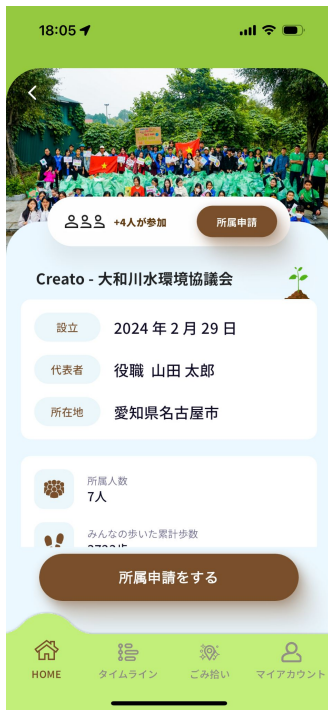 18:05
+4人が参加
所属申請
Creato - 大和川水環境協議会
設立
2024 年 2 月 29 日
代表者
役職 山田 太郎
所在地
愛知県名古屋市
所属人数
7人
みんなの歩いた累計歩数
所属申請をする
HOME
タイムライン
ごみ拾い
マイアカウント